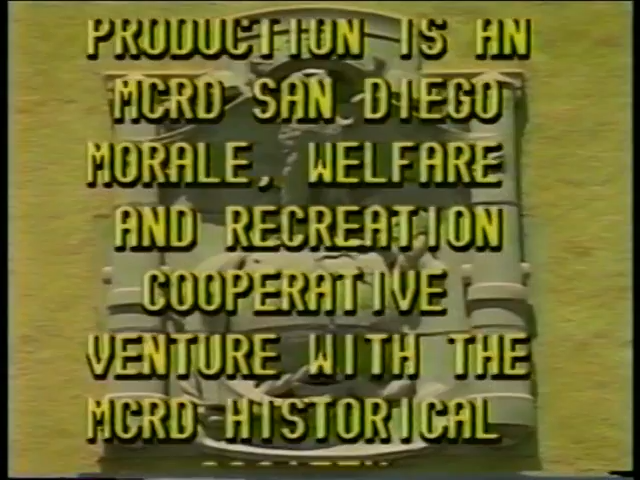 PRODUCTION IS AN
MCRD SAN DIEGO
MORALE, WELFARE
AND RECREATION
COOPERATIVE
VENTURE WITH THE
MCRD HISTORICAL